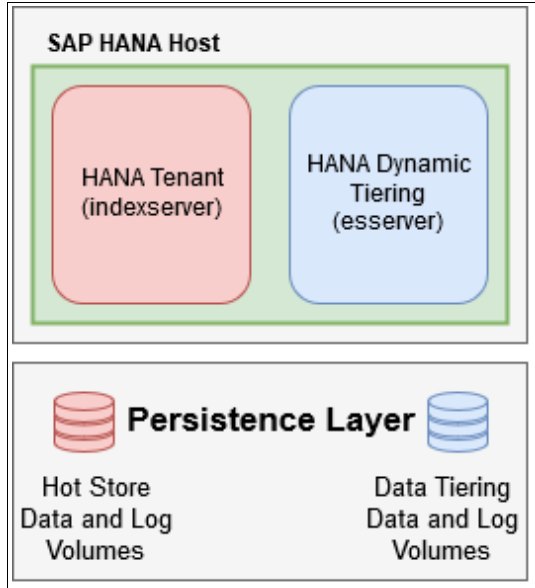 SAP HANA Host
HANA Tenant
(indexserver)
HANA Dynamic
Tiering
(esserver)
Persistence Layer
Hot Store
Data and Log
Volumes
Data Tiering
Data and Log
Volumes